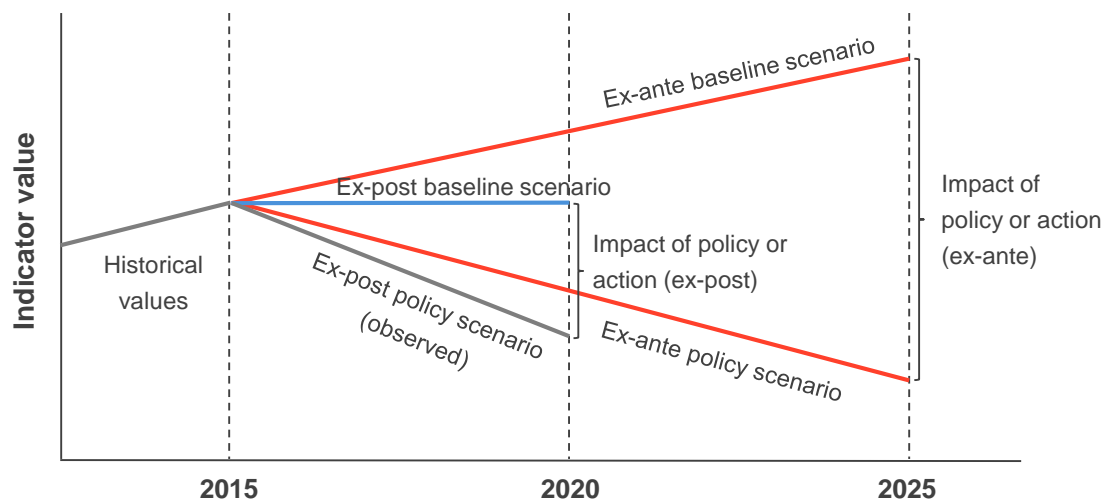 Indicator value
Ex-ante baseline scenario
Ex-post baseline scenario
Impact of
policy or action
(ex-ante)
Historical
values
Impact of policy or
action (ex-post)
Ex-post policy scenario
(observed)
Ex-ante policy scenario
2015
2020
2025